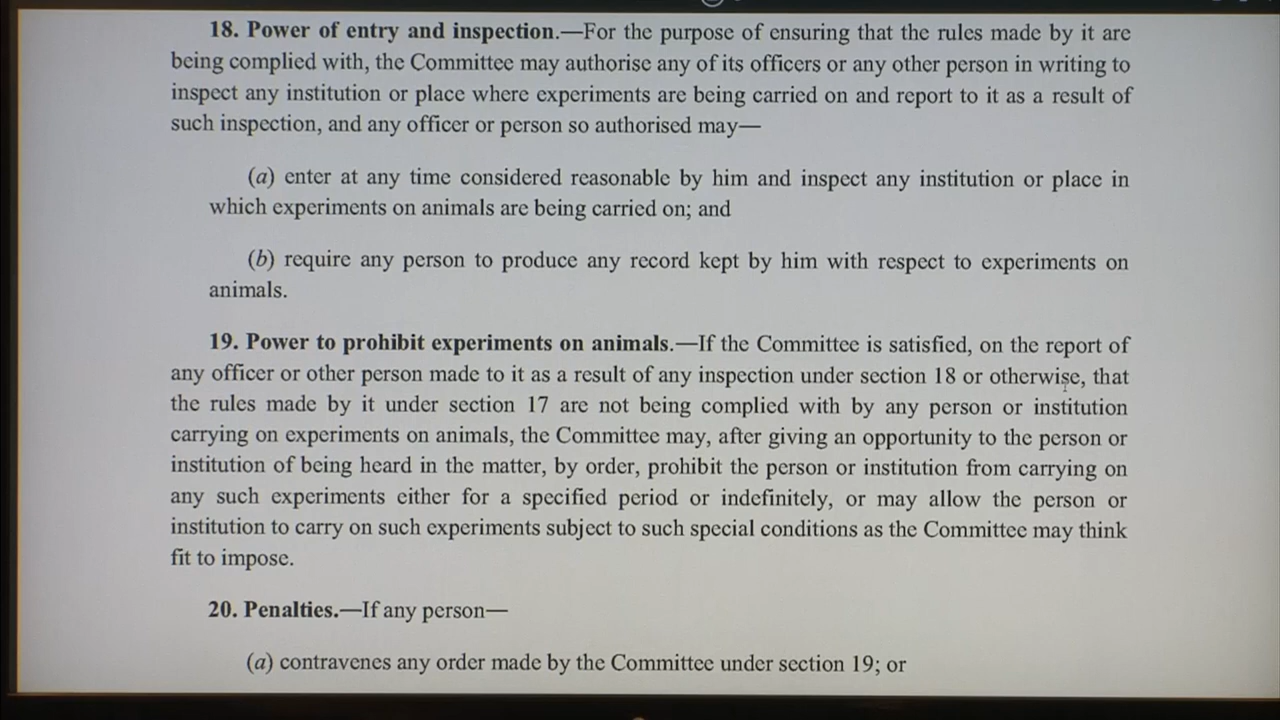 18. Power of entry and inspection.—For the purpose of ensuring that the rules made by it are
being complied with, the Committee may authorise any of its officers or any other person in writing to
inspect any institution or place where experiments are being carried on and report to it as a result of
such inspection, and any officer or person so authorised may—
(a) enter at any time considered reasonable by him and inspect any institution or place in
which experiments on animals are being carried on; and
(b) require any person to produce any record kept by him with respect to experiments on
animals.
19. Power to prohibit experiments on animals.—If the Committee is satisfied, on the report of
any officer or other person made to it as a result of any inspection under section 18 or otherwise, that
the rules made by it under section 17 are not being complied with by any person or institution
carrying on experiments on animals, the Committee may, after giving an opportunity to the person or
institution of being heard in the matter, by order, prohibit the person or institution from carrying on
any such experiments either for a specified period or indefinitely, or may allow the person or
institution to carry on such experiments subject to such special conditions as the Committee may think
fit to impose.
20. Penalties.—If any person—
(a) contravenes any order made by the Committee under section 19; or